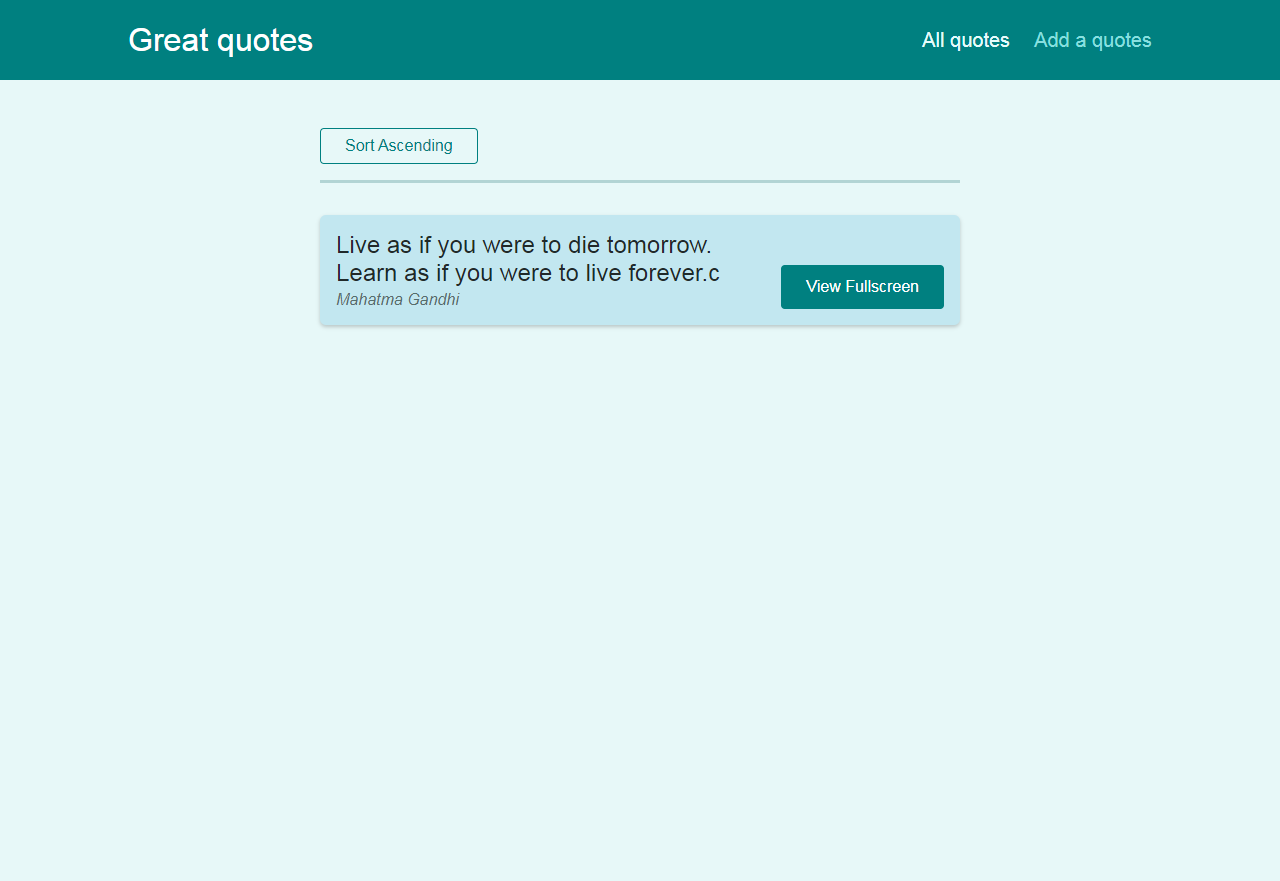 Great quotes
All quotes
Add a quotes
Sort Ascending
Live as if you were to die tomorrow.
Learn as if you were to live forever.c
Mahatma Gandhi
View Fullscreen